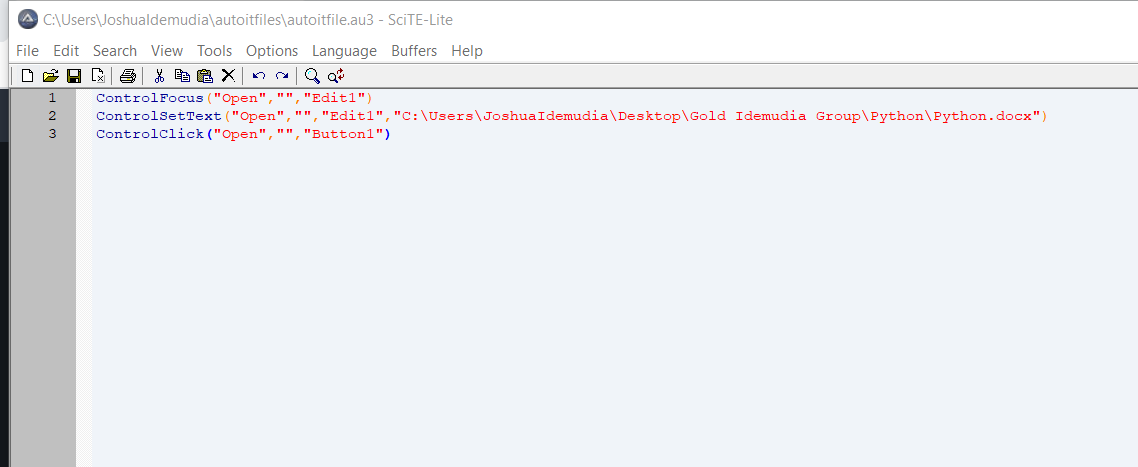 C:\Users\JoshuaIdemudia\autoitfiles\autoitfile.au3 - SciTE-Lite
File Edit Search View Tools Options Language Buffers Help
1 ControlFocus("Open","","Edit1")
2 ControlSetText("Open","","Edit1","C:\Users\JoshuaIdemudia\Desktop\Gold Idemudia Group\Python\Python.docx")
3 ControlClick("Open","","Button1")